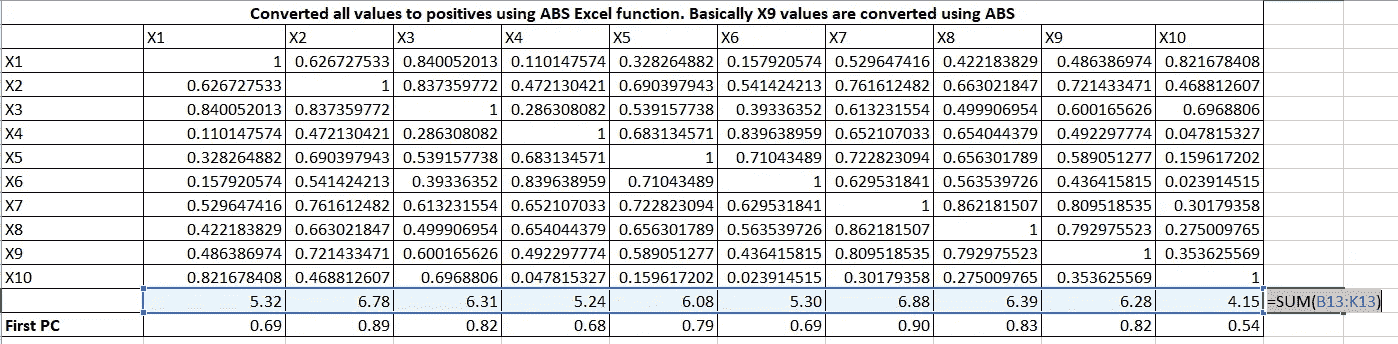 Converted all values to positives using ABS Excel function. Basically X9 values are converted using ABS
X1 X2 X3 X4 X5 X6 X7 X8 X9 X10
X1 1 0.626727533 0.840052013 0.110147574 0.328264882 0.157920574 0.529647416 0.422183829 0.486386974 0.821678408
X2 0.626727533 1 0.837359772 0.472130421 0.690397943 0.541424213 0.761612482 0.663021847 0.721433471 0.468812607
X3 0.840052013 0.837359772 1 0.286308082 0.539157738 0.39336352 0.613231554 0.499906954 0.600165626 0.6968806
X4 0.110147574 0.472130421 0.286308082 1 0.683134571 0.839638959 0.652107033 0.654044379 0.492297774 0.047815327
X5 0.328264882 0.690397943 0.539157738 0.683134571 1 0.71043489 0.722823094 0.656301789 0.589051277 0.159617202
X6 0.157920574 0.541424213 0.39336352 0.839638959 0.71043489 1 0.629531841 0.563539726 0.436415815 0.023914515
X7 0.529647416 0.761612482 0.613231554 0.652107033 0.722823094 0.629531841 1 0.862181507 0.809518535 0.30179358
X8 0.422183829 0.663021847 0.499906954 0.654044379 0.656301789 0.563539726 0.862181507 1 0.792975523 0.275009765
X9 0.486386974 0.721433471 0.600165626 0.492297774 0.589051277 0.436415815 0.809518535 0.792975523 1 0.353625569
X10 0.821678408 0.468812607 0.6968806 0.047815327 0.159617202 0.023914515 0.30179358 0.275009765 0.353625569 1
5.32 6.78 6.31 5.24 6.08 5.30 6.88 6.39 6.28 4.15 =SUM(B13:K13)
First PC 0.69 0.89 0.82 0.68 0.79 0.69 0.90 0.83 0.82 0.54